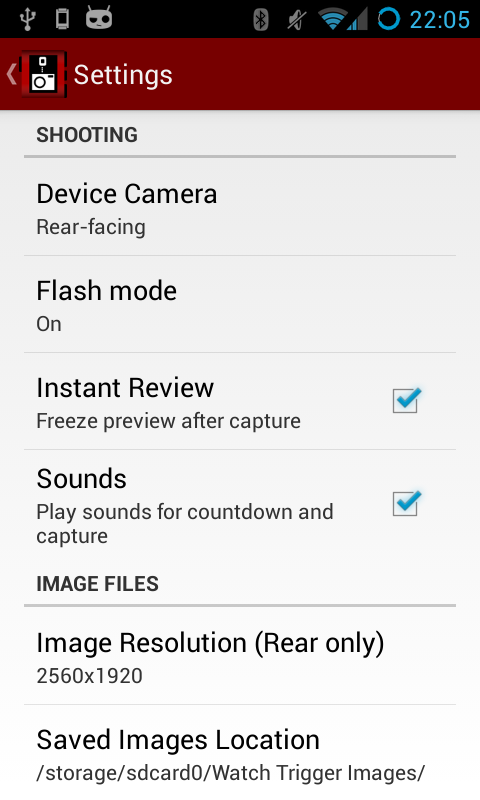 22:05
Settings
SHOOTING
Device Camera
Rear-facing
Flash mode
On
Instant Review
Freeze preview after capture
Sounds
Play sounds for countdown and
capture
IMAGE FILES
Image Resolution (Rear only)
2560x1920
Saved Images Location
/storage/sdcard0/Watch Trigger Images/